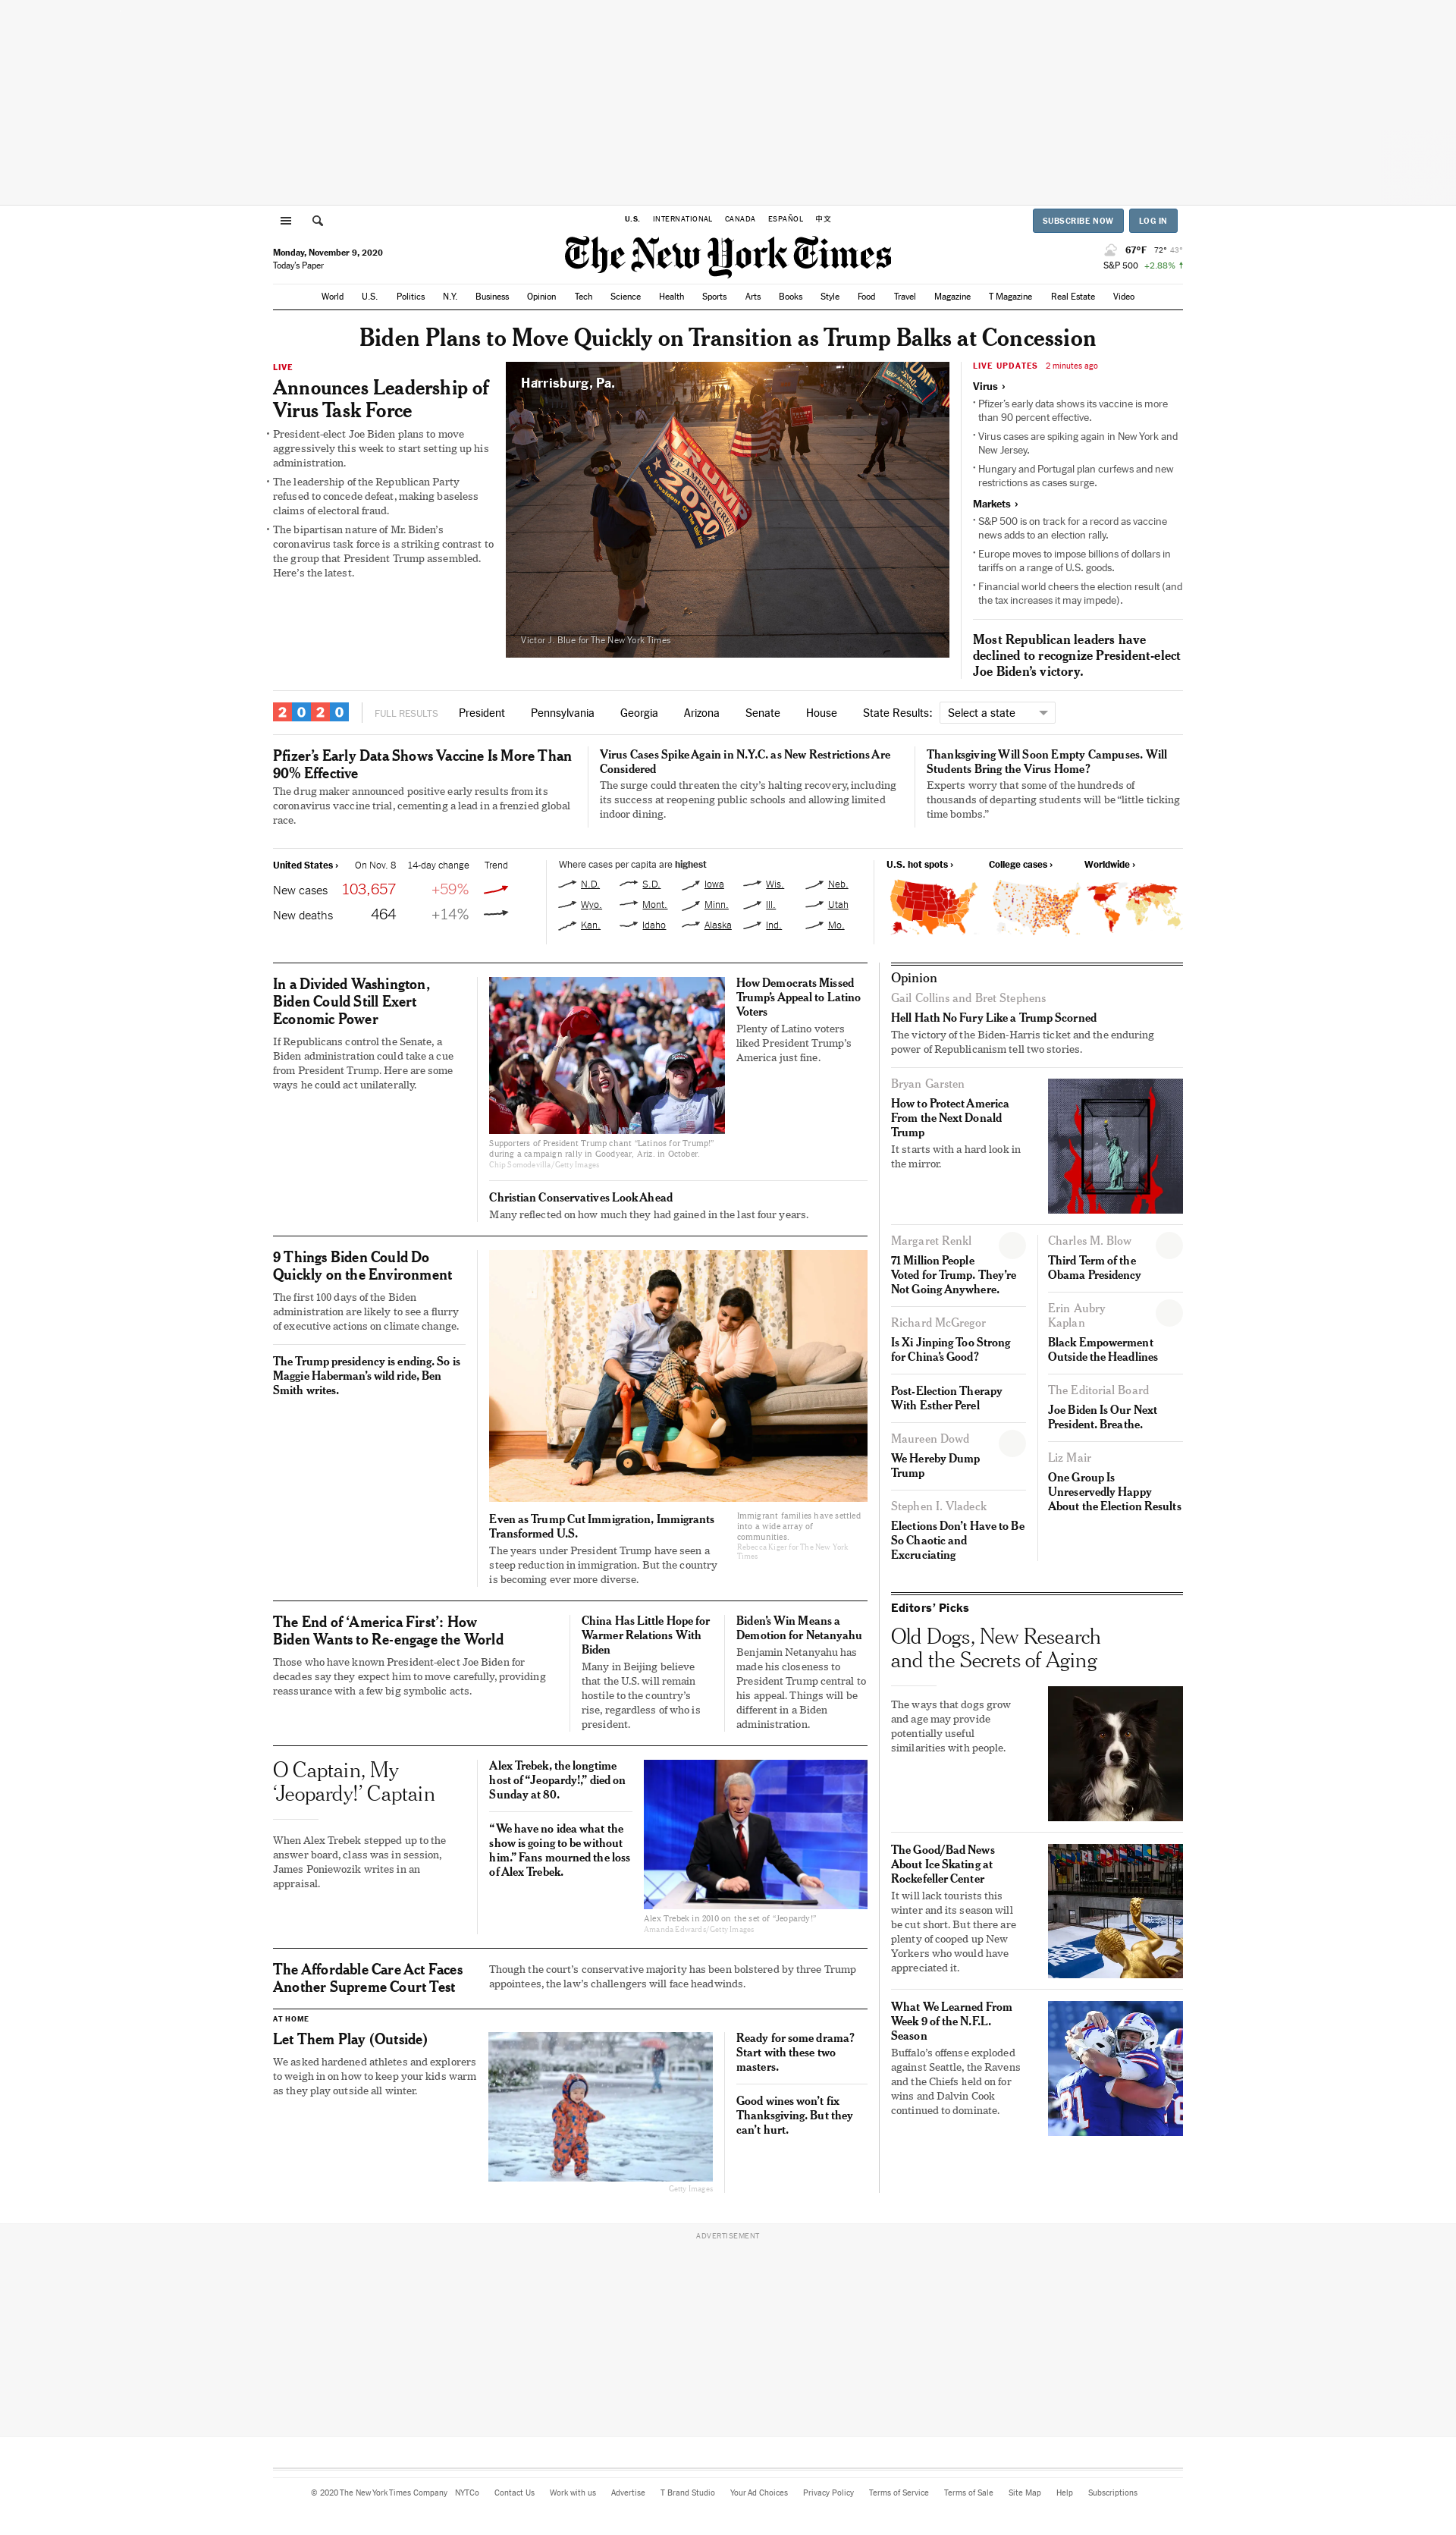 U.S. INTERNATIONAL CANADA ESPAÑOL 中文
SUBSCRIBE NOW LOG IN
Monday, November 9, 2020
Today's Paper
The New York Times
67°F 72° 43°
S&P 500 +2.88%
World U.S. Politics N.Y. Business Opinion Tech Science Health Sports Arts Books Style Food Travel Magazine T Magazine Real Estate Video
Biden Plans to Move Quickly on Transition as Trump Balks at Concession
LIVE
Announces Leadership of
Virus Task Force
President-elect Joe Biden plans to move
aggressively this week to start setting up his
administration.
The leadership of the Republican Party
refused to concede defeat, making baseless
claims of electoral fraud.
The bipartisan nature of Mr. Biden's
coronavirus task force is a striking contrast to
the group that President Trump assembled.
Here's the latest.
Harrisburg, Pa.
TRUMP
KEEP AMERICA GREAT
TRUMP
2020
Victor J. Blue for The New York Times
LIVE UPDATES 2 minutes ago
Virus ›
Pfizer's early data shows its vaccine is more
than 90 percent effective.
Virus cases are spiking again in New York and
New Jersey.
Hungary and Portugal plan curfews and new
restrictions as cases surge.
Markets ›
S&P 500 is on track for a record as vaccine
news adds to an election rally.
Europe moves to impose billions of dollars in
tariffs on a range of U.S. goods.
Financial world cheers the election result (and
the tax increases it may impede).
Most Republican leaders have
declined to recognize President-elect
Joe Biden's victory.
2020 FULL RESULTS President Pennsylvania Georgia Arizona Senate House State Results: Select a state
Pfizer's Early Data Shows Vaccine Is More Than
90% Effective
The drug maker announced positive early results from its
coronavirus vaccine trial, cementing a lead in a frenzied global
race.
Virus Cases Spike Again in N.Y.C. as New Restrictions Are
Considered
The surge could threaten the city's halting recovery, including
its success at reopening public schools and allowing limited
indoor dining.
Thanksgiving Will Soon Empty Campuses. Will
Students Bring the Virus Home?
Experts worry that some of the hundreds of
thousands of departing students will be “little ticking
time bombs.”
United States › On Nov. 8 14-day change Trend
New cases 103,657 +59%
New deaths 464 +14%
Where cases per capita are highest
N.D. S.D. Iowa Wis. Neb.
Wyo. Mont. Minn. Ill. Utah
Kan. Idaho Alaska Ind. Mo.
U.S. hot spots › College cases › Worldwide ›
In a Divided Washington,
Biden Could Still Exert
Economic Power
If Republicans control the Senate, a
Biden administration could take a cue
from President Trump. Here are some
ways he could act unilaterally.
Supporters of President Trump chant “Latinos for Trump!”
during a campaign rally in Goodyear, Ariz. in October.
Chip Somodevilla/Getty Images
How Democrats Missed
Trump's Appeal to Latino
Voters
Plenty of Latino voters
liked President Trump's
America just fine.
Christian Conservatives Look Ahead
Many reflected on how much they had gained in the last four years.
9 Things Biden Could Do
Quickly on the Environment
The first 100 days of the Biden
administration are likely to see a flurry
of executive actions on climate change.
The Trump presidency is ending. So is
Maggie Haberman's wild ride, Ben
Smith writes.
Even as Trump Cut Immigration, Immigrants
Transformed U.S.
The years under President Trump have seen a
steep reduction in immigration. But the country
is becoming ever more diverse.
Immigrant families have settled
into a wide array of
communities.
Rebecca Kiger for The New York
Times
The End of ‘America First’: How
Biden Wants to Re-engage the World
Those who have known President-elect Joe Biden for
decades say they expect him to move carefully, providing
reassurance with a few big symbolic acts.
China Has Little Hope for
Warmer Relations With
Biden
Many in Beijing believe
that the U.S. will remain
hostile to the country's
rise, regardless of who is
president.
Biden's Win Means a
Demotion for Netanyahu
Benjamin Netanyahu has
made his closeness to
President Trump central to
his appeal. Things will be
different in a Biden
administration.
O Captain, My
‘Jeopardy!’ Captain
When Alex Trebek stepped up to the
answer board, class was in session,
James Poniewozik writes in an
appraisal.
Alex Trebek, the longtime
host of “Jeopardy!,” died on
Sunday at 80.
“We have no idea what the
show is going to be without
him.” Fans mourned the loss
of Alex Trebek.
Alex Trebek in 2010 on the set of “Jeopardy!”
Amanda Edwards/Getty Images
The Affordable Care Act Faces
Another Supreme Court Test
Though the court's conservative majority has been bolstered by three Trump
appointees, the law's challengers will face headwinds.
AT HOME
Let Them Play (Outside)
We asked hardened athletes and explorers
to weigh in on how to keep your kids warm
as they play outside all winter.
Getty Images
Ready for some drama?
Start with these two
masters.
Good wines won't fix
Thanksgiving. But they
can't hurt.
Opinion
Gail Collins and Bret Stephens
Hell Hath No Fury Like a Trump Scorned
The victory of the Biden-Harris ticket and the enduring
power of Republicanism tell two stories.
Bryan Garsten
How to Protect America
From the Next Donald
Trump
It starts with a hard look in
the mirror.
Margaret Renkl
71 Million People
Voted for Trump. They're
Not Going Anywhere.
Richard McGregor
Is Xi Jinping Too Strong
for China's Good?
Post-Election Therapy
With Esther Perel
Maureen Dowd
We Hereby Dump
Trump
Stephen I. Vladeck
Elections Don't Have to Be
So Chaotic and
Excruciating
Charles M. Blow
Third Term of the
Obama Presidency
Erin Aubry
Kaplan
Black Empowerment
Outside the Headlines
The Editorial Board
Joe Biden Is Our Next
President. Breathe.
Liz Mair
One Group Is
Unreservedly Happy
About the Election Results
Editors' Picks
Old Dogs, New Research
and the Secrets of Aging
The ways that dogs grow
and age may provide
potentially useful
similarities with people.
The Good/Bad News
About Ice Skating at
Rockefeller Center
It will lack tourists this
winter and its season will
be cut short. But there are
plenty of cooped up New
Yorkers who would have
appreciated it.
What We Learned From
Week 9 of the N.F.L.
Season
Buffalo's offense exploded
against Seattle, the Ravens
and the Chiefs held on for
wins and Dalvin Cook
continued to dominate.
ADVERTISEMENT
© 2020 The New York Times Company NYTCo Contact Us Work with us Advertise T Brand Studio Your Ad Choices Privacy Policy Terms of Service Terms of Sale Site Map Help Subscriptions